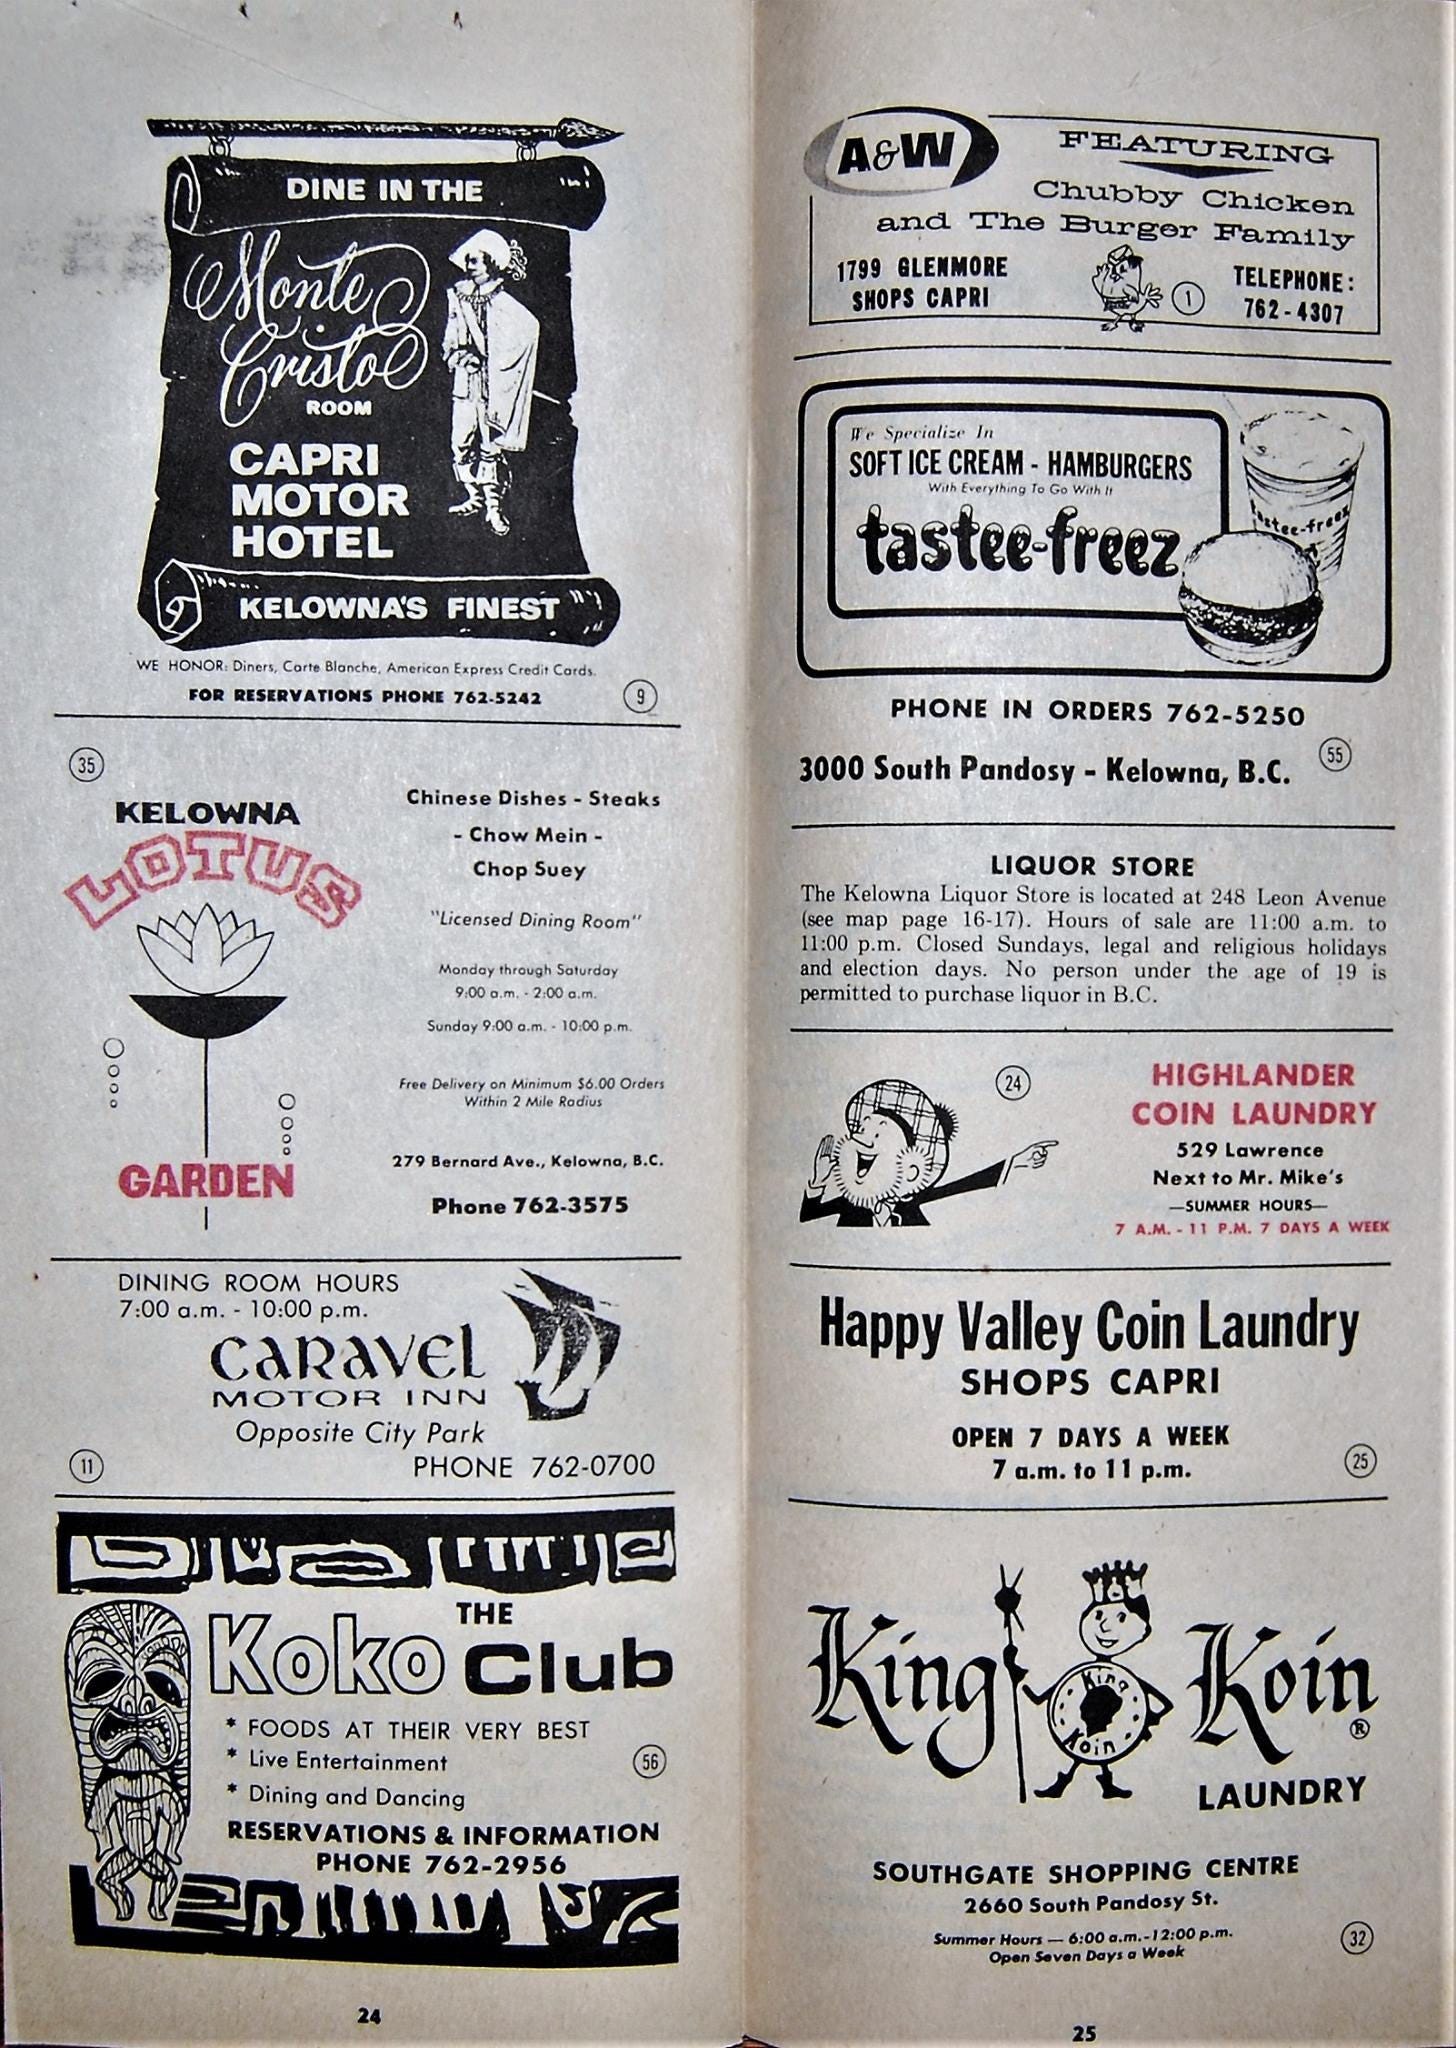 DINE IN THE
Monte
Cristo
ROOM
CAPRI
MOTOR
HOTEL
KELOWNA'S FINEST
WE HONOR: Diners, Carte Blanche, American Express Credit Cards.
FOR RESERVATIONS PHONE 762-5242
9
35
KELOWNA
LOTUS
GARDEN
Chinese Dishes - Steaks
- Chow Mein -
Chop Suey
"Licensed Dining Room"
Monday through Saturday
9:00 a.m. - 2:00 a.m.
Sunday 9:00 a.m. - 10:00 p.m.
Free Delivery on Minimum $6.00 Orders
Within 2 Mile Radius
279 Bernard Ave., Kelowna, B.C.
Phone 762-3575
DINING ROOM HOURS
7:00 a.m. - 10:00 p.m.
CARAVEL
MOTOR INN
Opposite City Park
11
PHONE 762-0700
THE
Koko Club
* FOODS AT THEIR VERY BEST
* Live Entertainment
56
* Dining and Dancing
RESERVATIONS & INFORMATION
PHONE 762-2956
24
A&W
FEATURING
Chubby Chicken
and The Burger Family
1799 GLENMORE
SHOPS CAPRI
1
TELEPHONE:
762-4307
We Specialize In
SOFT ICE CREAM - HAMBURGERS
With Everything To Go With It
tastee-freez
tastee-freez
PHONE IN ORDERS 762-5250
3000 South Pandosy - Kelowna, B.C.
55
LIQUOR STORE
The Kelowna Liquor Store is located at 248 Leon Avenue
(see map page 16-17). Hours of sale are 11:00 a.m. to
11:00 p.m. Closed Sundays, legal and religious holidays
and election days. No person under the age of 19 is
permitted to purchase liquor in B.C.
24
HIGHLANDER
COIN LAUNDRY
529 Lawrence
Next to Mr. Mike's
—SUMMER HOURS—
7 A.M. - 11 P.M. 7 DAYS A WEEK
Happy Valley Coin Laundry
SHOPS CAPRI
OPEN 7 DAYS A WEEK
7 a.m. to 11 p.m.
25
King Koin
King
Koin
®
LAUNDRY
SOUTHGATE SHOPPING CENTRE
2660 South Pandosy St.
Summer Hours — 6:00 a.m.-12:00 p.m.
Open Seven Days a Week
32
25